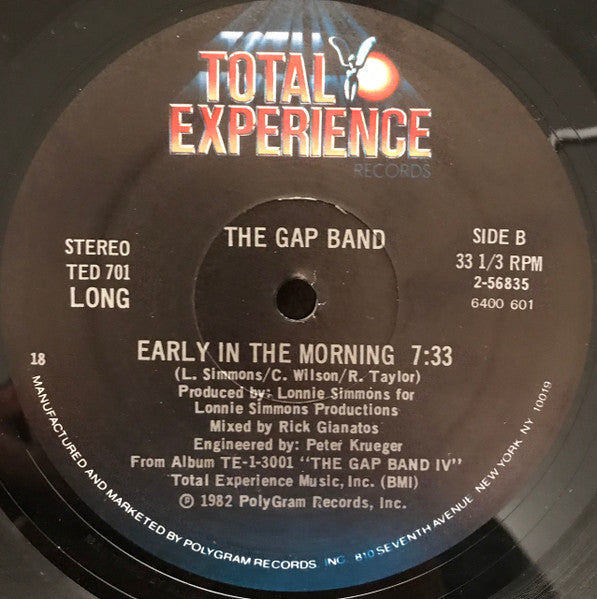 TOTAL
EXPERIENCE
RECORDS
THE GAP BAND
STEREO
TED 701
LONG
SIDE B
33 1/3 RPM
2-56835
6400 601
18
EARLY IN THE MORNING 7:33
(L. Simmons/C. Wilson/R. Taylor)
Produced by: Lonnie Simmons for
Lonnie Simmons Productions
Mixed by Rick Gianatos
Engineered by: Peter Krueger
From Album TE-1-3001 "THE GAP BAND IV"
Total Experience Music, Inc. (BMI)
℗ 1982 PolyGram Records, Inc.
MANUFACTURED AND MARKETED BY POLYGRAM RECORDS, INC. 810 SEVENTH AVENUE, NEW YORK, NY 10019